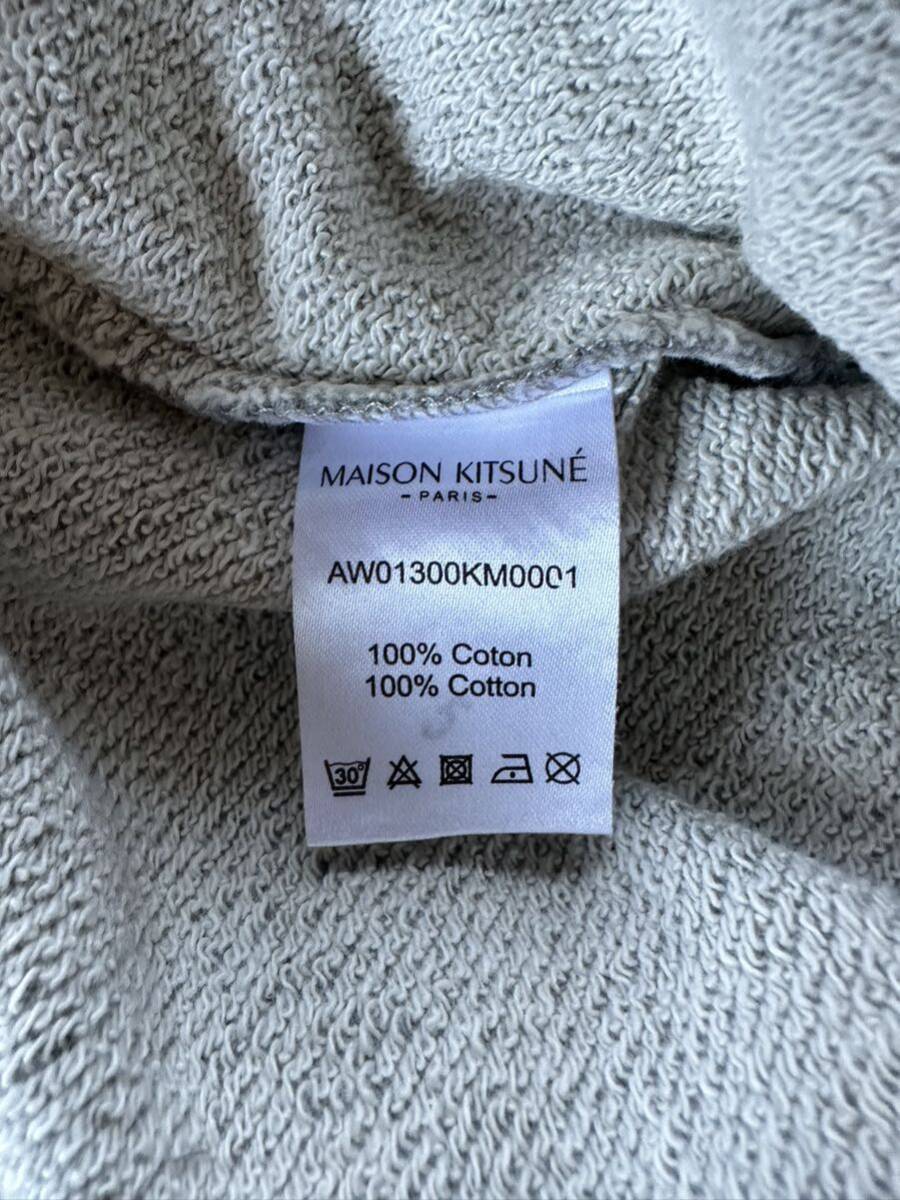 MAISON KITSUNÉ
-PARIS-
AW01300KM0001
100% Coton
100% Cotton
30°